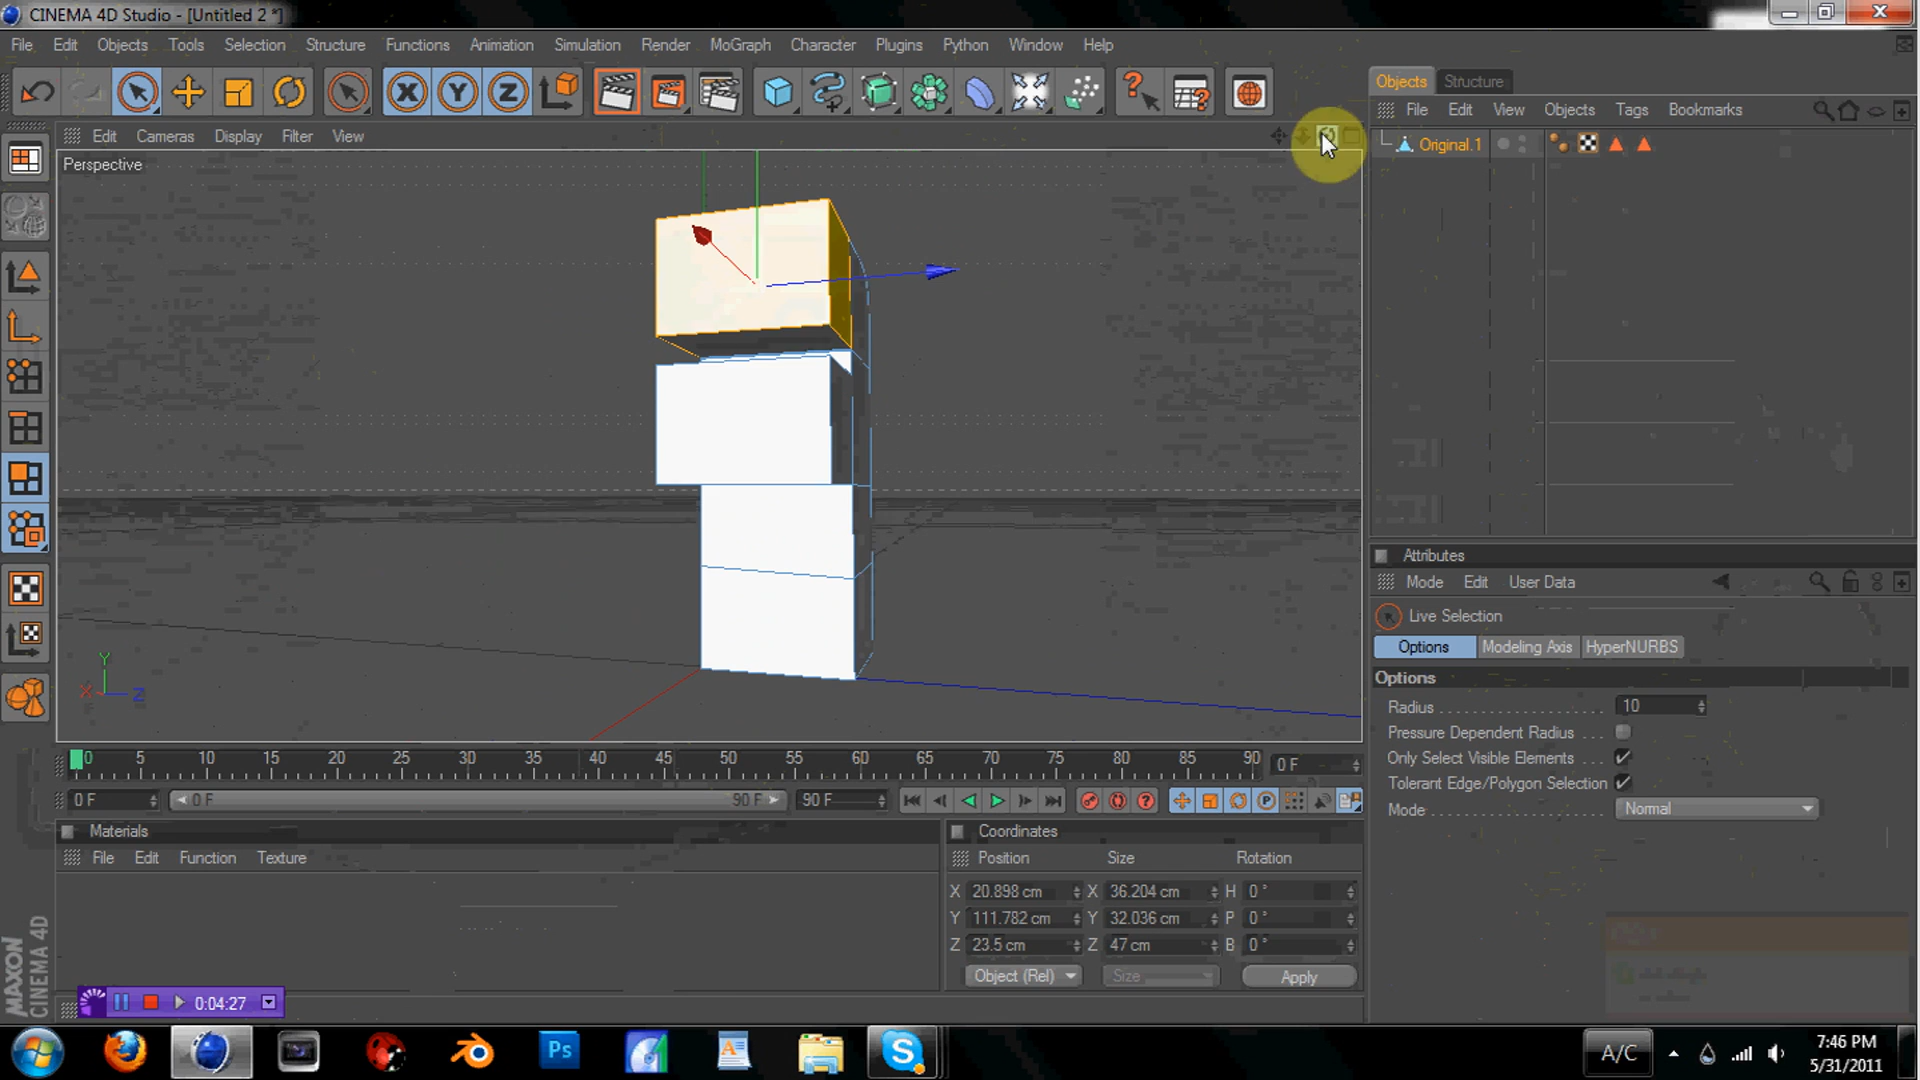 CINEMA 4D Studio - [Untitled 2 *]
File Edit Objects Tools Selection Structure Functions Animation Simulation Render MoGraph Character Plugins Python Window Help
X Y Z
Objects Structure
File Edit View Objects Tags Bookmarks
Edit Cameras Display Filter View
Original.1
Perspective
Attributes
Mode Edit User Data
Live Selection
Options Modeling Axis HyperNURBS
Options
Radius 10
Pressure Dependent Radius
Only Select Visible Elements
Tolerant Edge/Polygon Selection
Mode Normal
Y
X Z
0 5 10 15 20 25 30 35 40 45 50 55 60 65 70 75 80 85 90 0 F
0 F 0 F 90 F 90 F
P
Materials
File Edit Function Texture
Coordinates
Position Size Rotation
X 20.898 cm X 36.204 cm H 0 °
Y 111.782 cm Y 32.036 cm P 0 °
Z 23.5 cm Z 47 cm B 0 °
Object (Rel) Size Apply
MAXON
CINEMA 4D
0:04:27
Ps
A/C
7:46 PM
5/31/2011